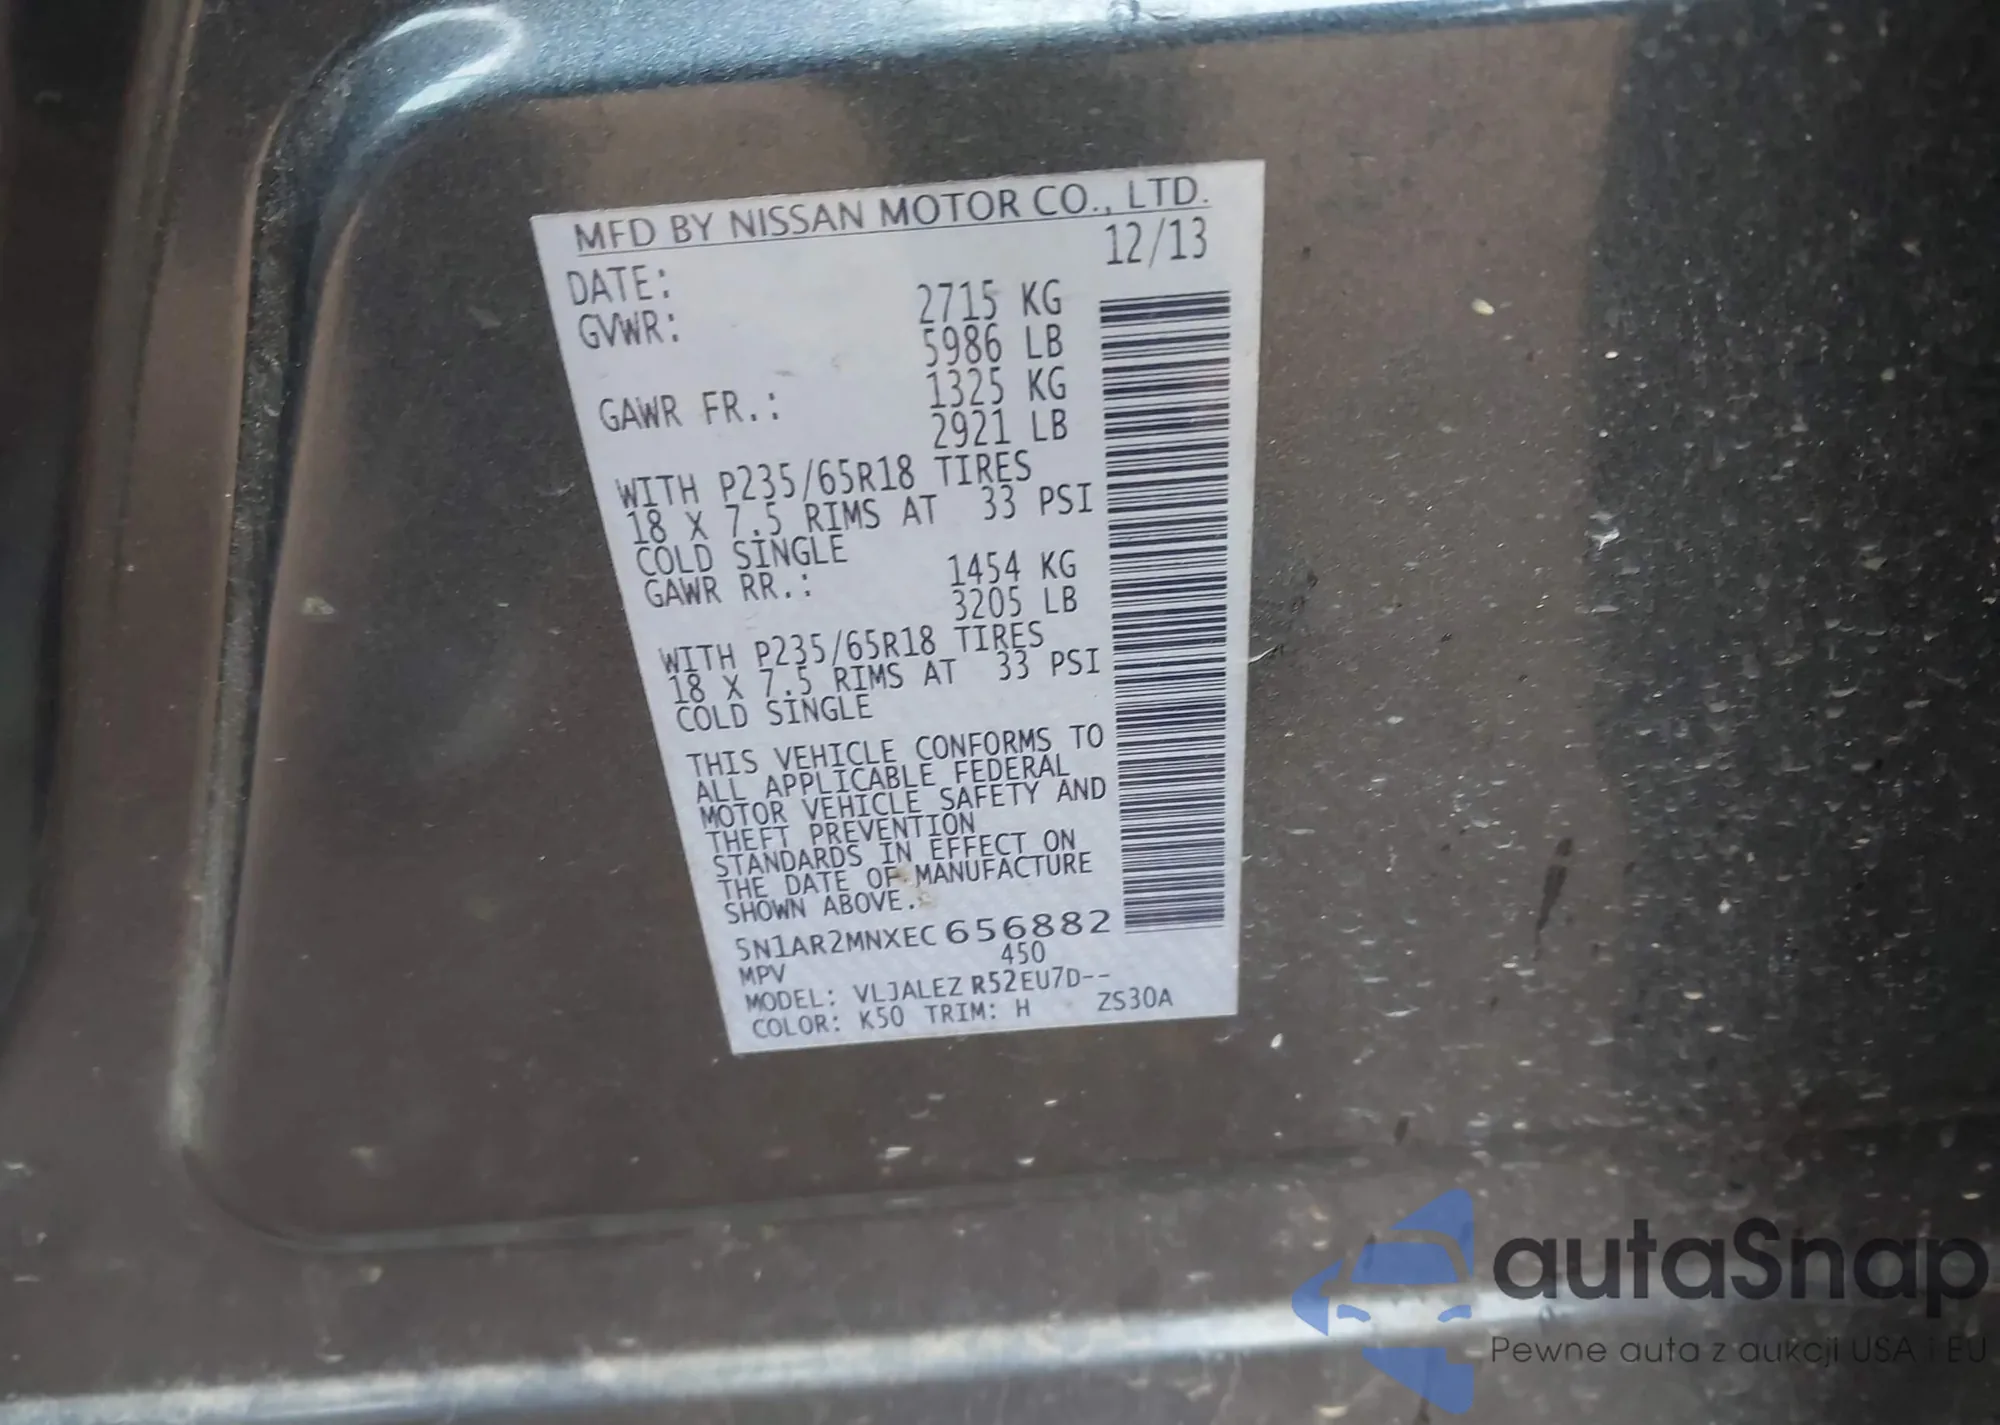 MFD BY NISSAN MOTOR CO., LTD.
DATE: 12/13
GVWR: 2715 KG
5986 LB
GAWR FR.: 1325 KG
2921 LB
WITH P235/65R18 TIRES
18 X 7.5 RIMS AT 33 PSI
COLD SINGLE
GAWR RR.: 1454 KG
3205 LB
WITH P235/65R18 TIRES
18 X 7.5 RIMS AT 33 PSI
COLD SINGLE
THIS VEHICLE CONFORMS TO
ALL APPLICABLE FEDERAL
MOTOR VEHICLE SAFETY AND
THEFT PREVENTION
STANDARDS IN EFFECT ON
THE DATE OF MANUFACTURE
SHOWN ABOVE.
5N1AR2MNXEC656882
MPV 450
MODEL: VLJALEZ R52EU7D--
COLOR: K50 TRIM: H ZS30A
autaSnap
Pewne auta z aukcji USA i EU